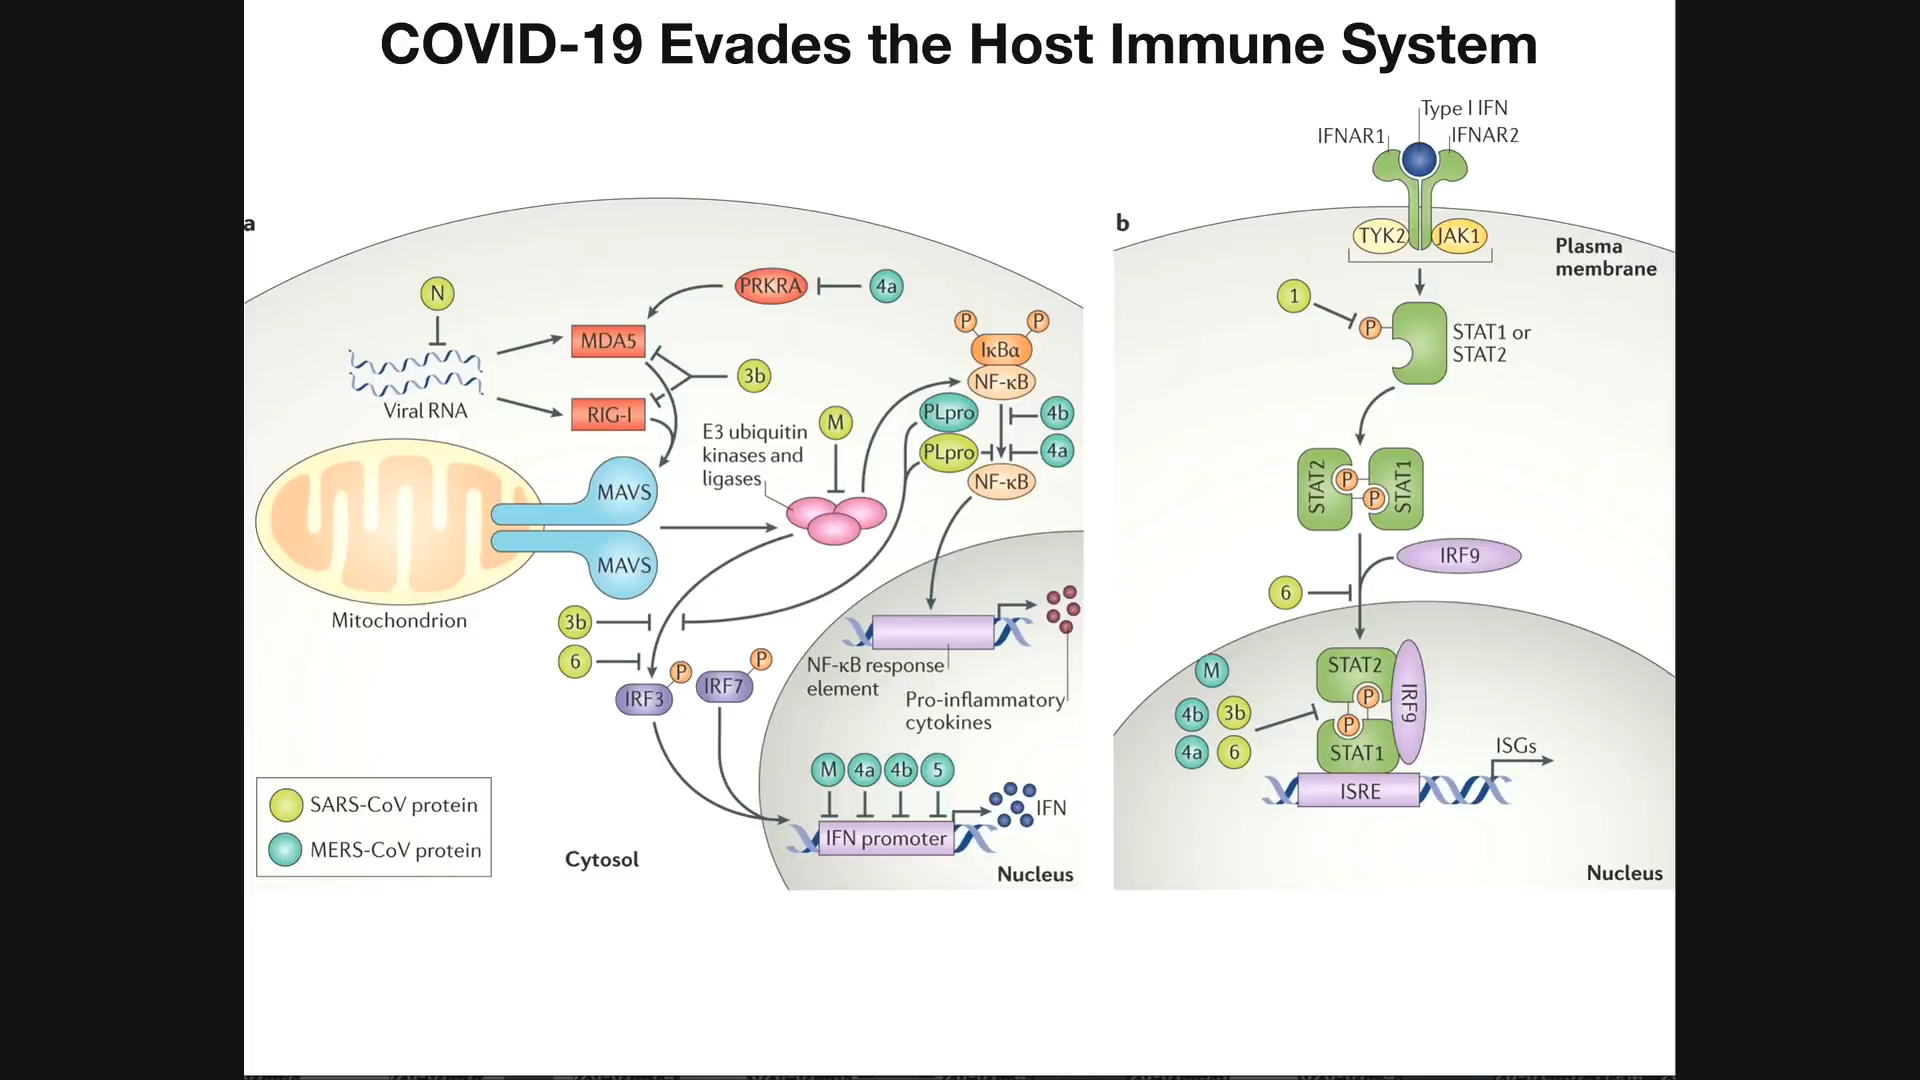 COVID-19 Evades the Host Immune System
a
N
Viral RNA
PRKRA
4a
MDA5
3b
RIG-I
P
P
IκBα
NF-κB
PLpro
4b
PLpro
4a
NF-κB
M
E3 ubiquitin
kinases and
ligases
MAVS
MAVS
Mitochondrion
3b
6
P
IRF3
P
IRF7
NF-κB response
element
Pro-inflammatory
cytokines
M
4a
4b
5
IFN promoter
IFN
SARS-CoV protein
MERS-CoV protein
Cytosol
Nucleus
b
Type I IFN
IFNAR1
IFNAR2
TYK2
JAK1
Plasma
membrane
1
P
STAT1 or
STAT2
STAT2
P
P
STAT1
IRF9
6
M
4b
3b
4a
6
STAT2
P
P
STAT1
IRF9
ISRE
ISGs
Nucleus